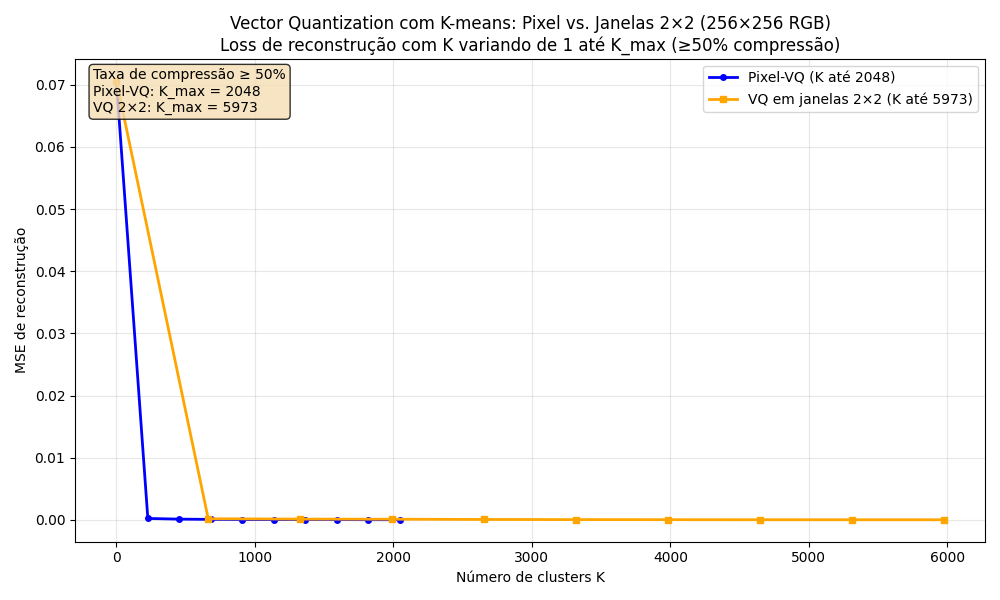 Vector Quantization com K-means: Pixel vs. Janelas 2×2 (256×256 RGB)
Loss de reconstrução com K variando de 1 até K_max (≥50% compressão)
Taxa de compressão ≥ 50%
Pixel-VQ: K_max = 2048
VQ 2×2: K_max = 5973
Pixel-VQ (K até 2048)
VQ em janelas 2×2 (K até 5973)
MSE de reconstrução
0.07
0.06
0.05
0.04
0.03
0.02
0.01
0.00
0 1000 2000 3000 4000 5000 6000
Número de clusters K